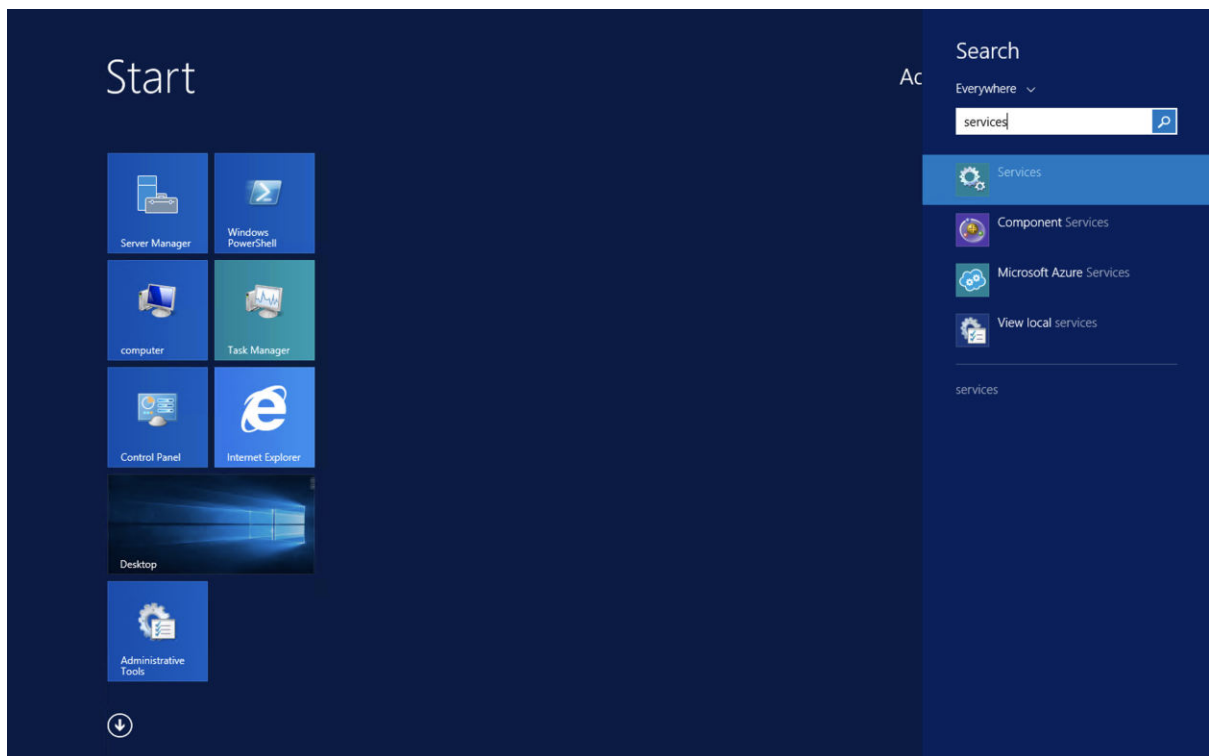 Start
Ac
Server Manager
Windows
PowerShell
computer
Task Manager
Control Panel
Internet Explorer
Desktop
Administrative
Tools
Search
Everywhere
services
Services
Component Services
Microsoft Azure Services
View local services
services